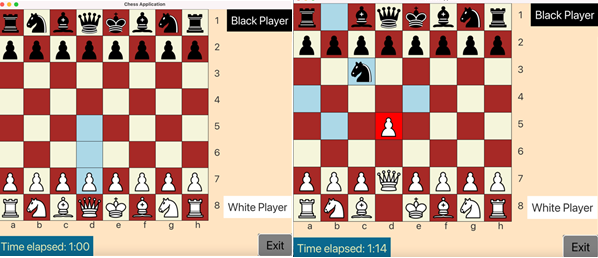 Chess Application
1 Black Player
2
3
4
5
6
7
8 White Player
a b c d e f g h
Time elapsed: 1:00 Exit
1 Black Player
2
3
4
5
6
7
8 White Player
a b c d e f g h
Time elapsed: 1:14 Exit